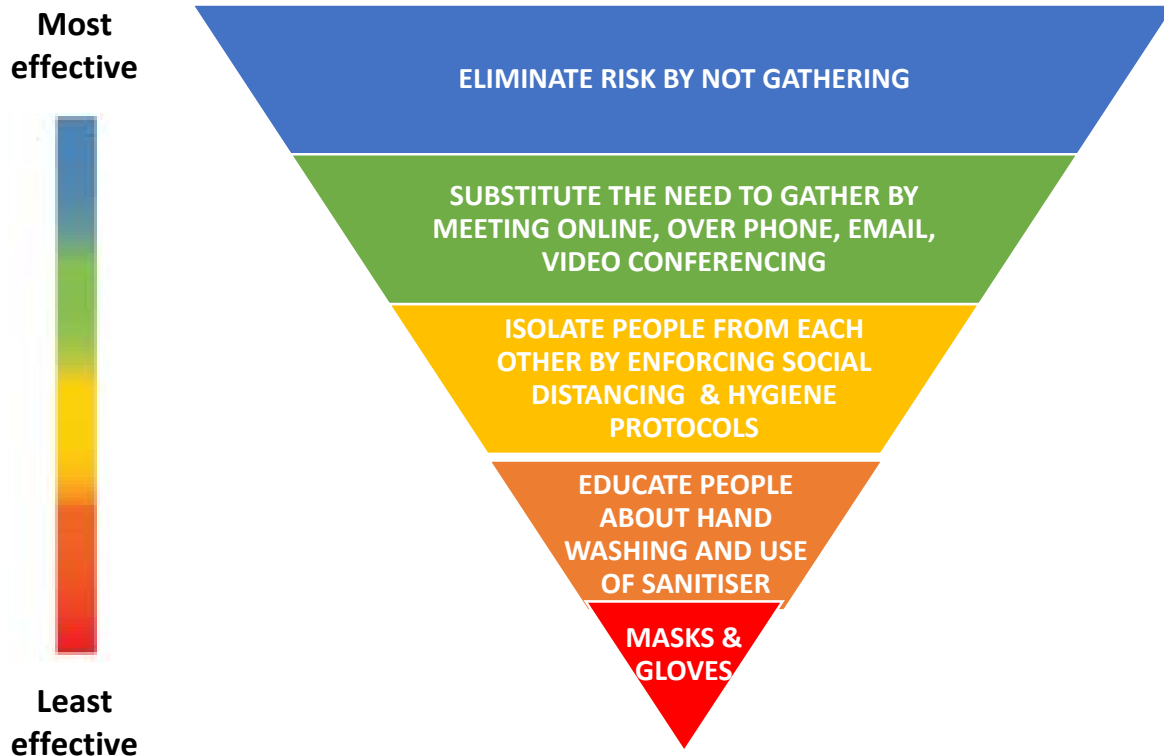 Most
effective
ELIMINATE RISK BY NOT GATHERING
SUBSTITUTE THE NEED TO GATHER BY
MEETING ONLINE, OVER PHONE, EMAIL,
VIDEO CONFERENCING
ISOLATE PEOPLE FROM EACH
OTHER BY ENFORCING SOCIAL
DISTANCING & HYGIENE
PROTOCOLS
EDUCATE PEOPLE
ABOUT HAND
WASHING AND USE
OF SANITISER
MASKS &
GLOVES
Least
effective